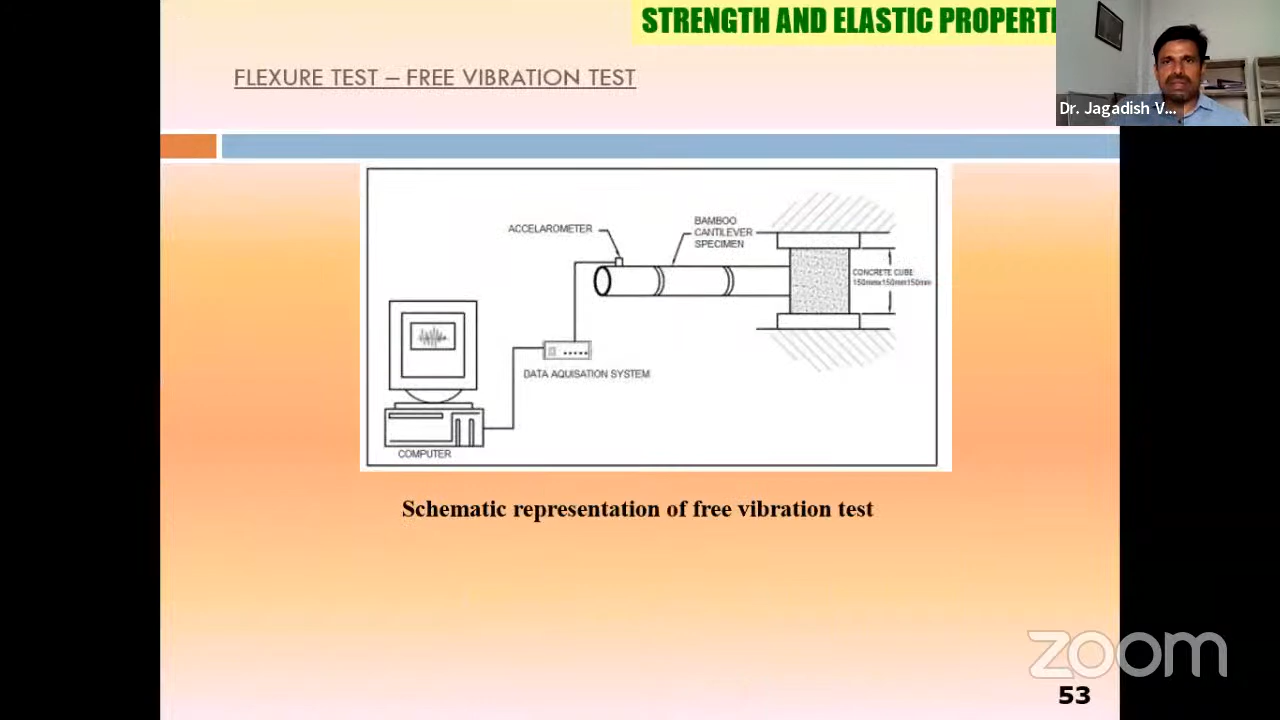 STRENGTH AND ELASTIC PROPERTI
FLEXURE TEST – FREE VIBRATION TEST
Dr. Jagadish V...
ACCELAROMETER
BAMBOO
CANTILEVER
SPECIMEN
CONCRETE CUBE
150mmx150mm150mm
DATA AQUISATION SYSTEM
COMPUTER
Schematic representation of free vibration test
zoom
53